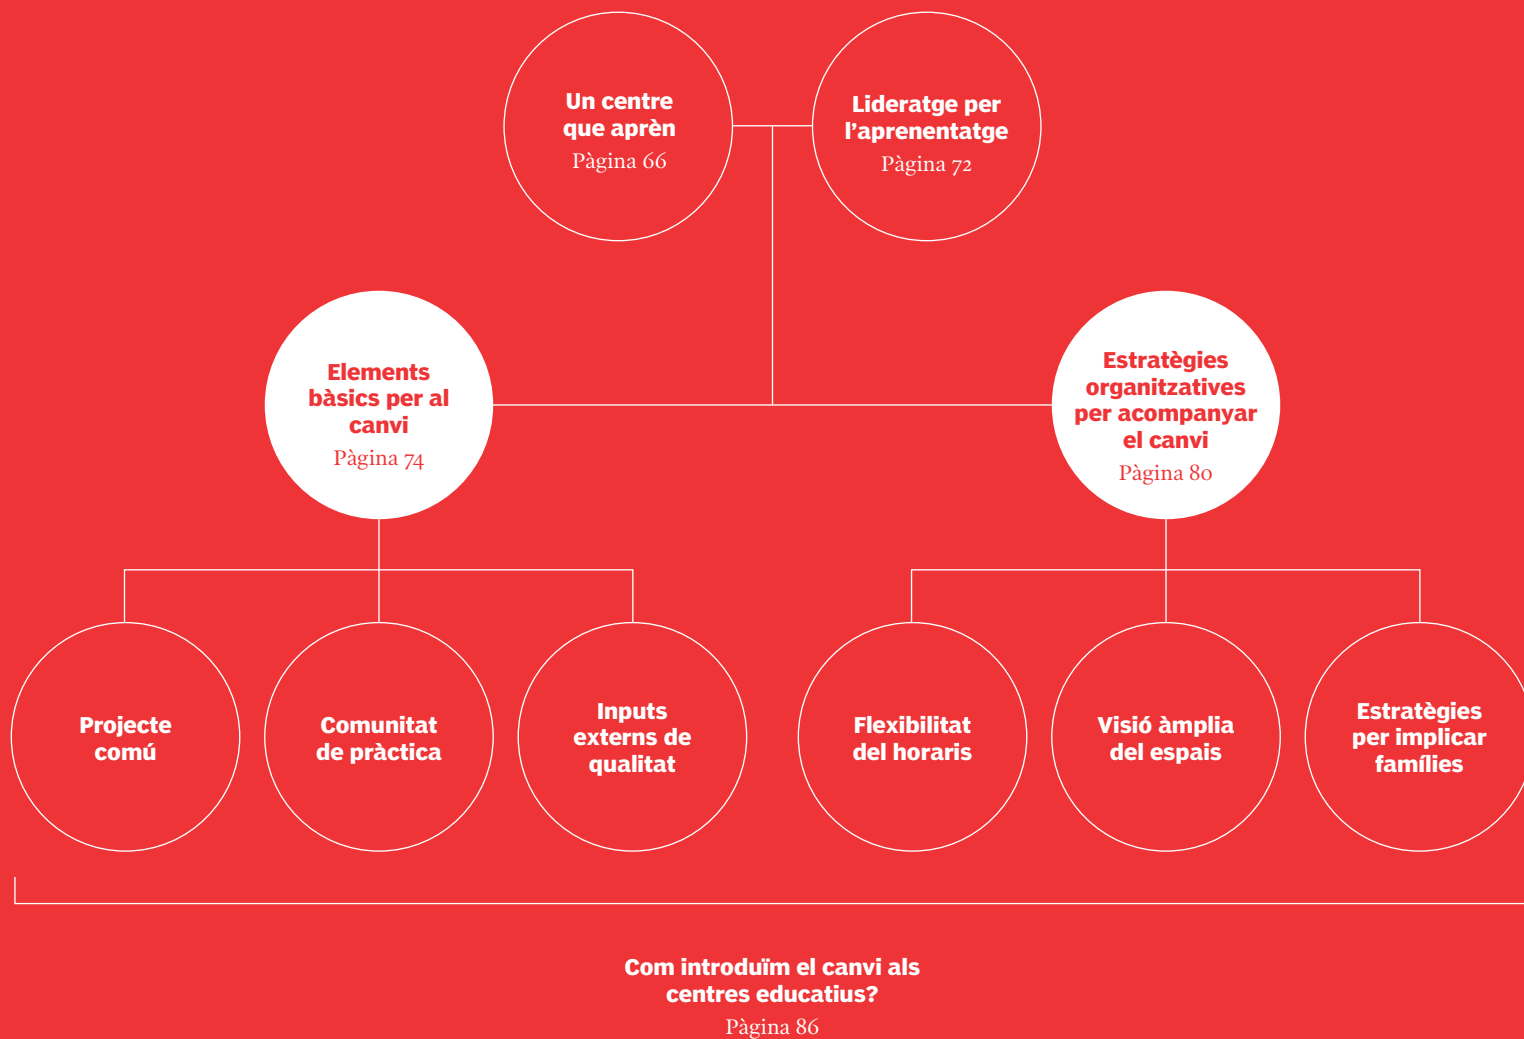 Un centre
que aprèn
Pàgina 66
Lideratge per
l’aprenentatge
Pàgina 72
Elements
bàsics per al
canvi
Pàgina 74
Estratègies
organitzatives
per acompanyar
el canvi
Pàgina 80
Projecte
comú
Comunitat
de pràctica
Inputs
externs de
qualitat
Flexibilitat
del horaris
Visió àmplia
del espais
Estratègies
per implicar
famílies
Com introduïm el canvi als
centres educatius?
Pàgina 86